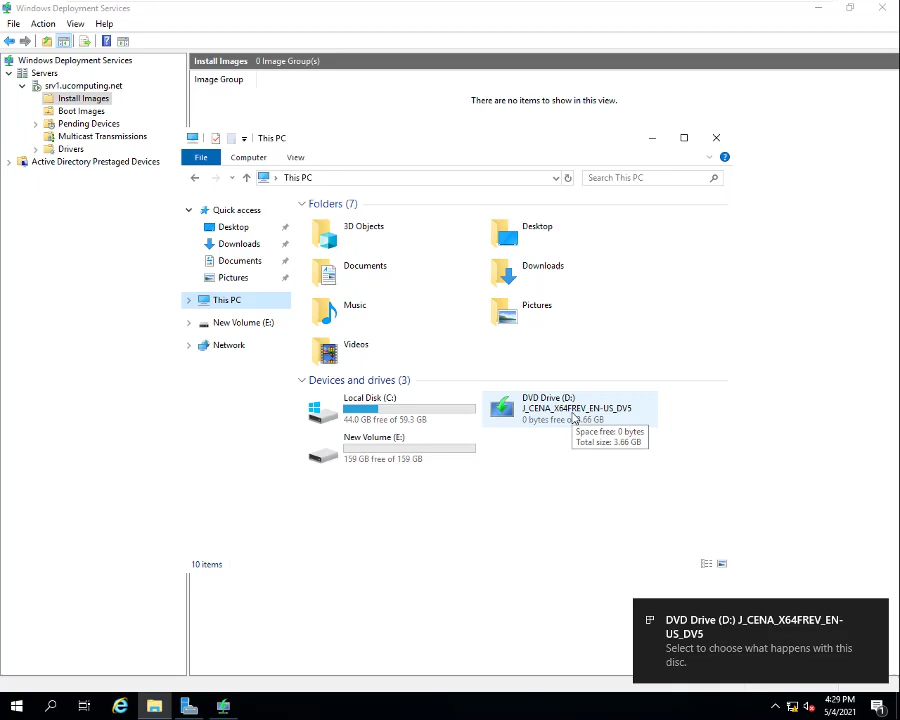 Windows Deployment Services
File Action View Help
Windows Deployment Services
Servers
srv1.ucomputing.net
Install Images
Boot Images
Pending Devices
Multicast Transmissions
Drivers
Active Directory Prestaged Devices
Install Images 0 Image Group(s)
Image Group
There are no items to show in this view.
This PC
File Computer View
This PC
Search This PC
Quick access
Desktop
Downloads
Documents
Pictures
This PC
New Volume (E:)
Network
Folders (7)
3D Objects
Desktop
Documents
Downloads
Music
Pictures
Videos
Devices and drives (3)
Local Disk (C:)
44.0 GB free of 59.3 GB
DVD Drive (D:)
J_CENA_X64FREV_EN-US_DV5
0 bytes free of 3.66 GB
Space free: 0 bytes
Total size: 3.66 GB
New Volume (E:)
159 GB free of 159 GB
10 items
DVD Drive (D:) J_CENA_X64FREV_EN-
US_DV5
Select to choose what happens with this
disc.
4:29 PM
5/4/2021